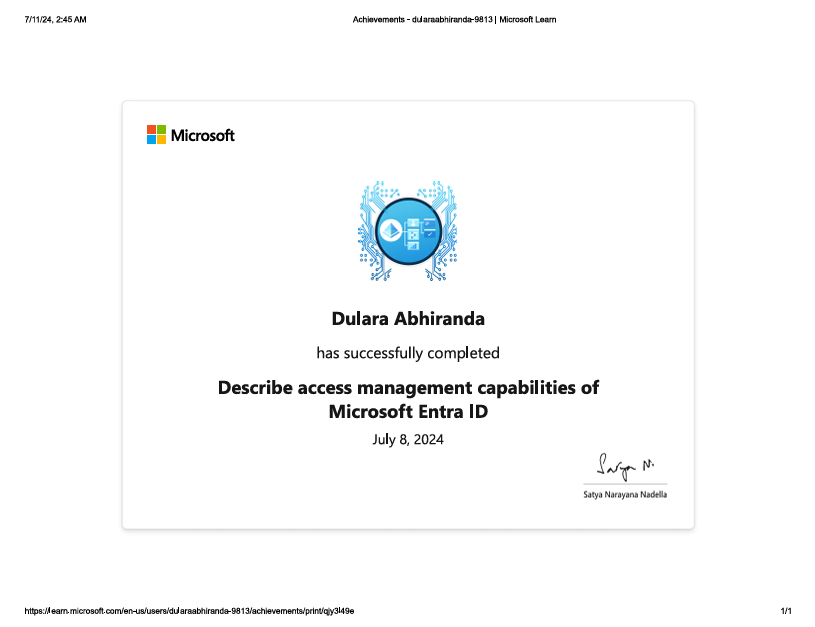 7/11/24, 2:45 AM Achievements - dularaabhiranda-9813 | Microsoft Learn
Microsoft
Dulara Abhiranda
has successfully completed
Describe access management capabilities of
Microsoft Entra ID
July 8, 2024
Satya N.
Satya Narayana Nadella
https://learn.microsoft.com/en-us/users/dularaabhiranda-9813/achievements/print/qjy3l49e 1/1